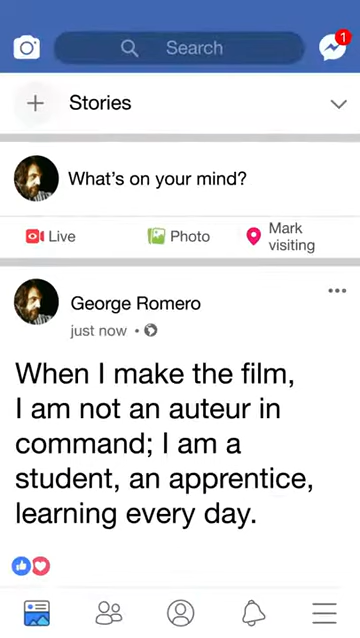 Search
1
Stories
What's on your mind?
Live
Photo
Mark
visiting
George Romero
just now
When I make the film,
I am not an auteur in
command; I am a
student, an apprentice,
learning every day.